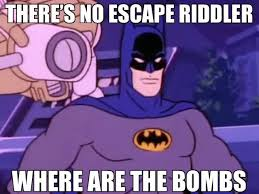 THERE'S NO ESCAPE RIDDLER
WHERE ARE THE BOMBS